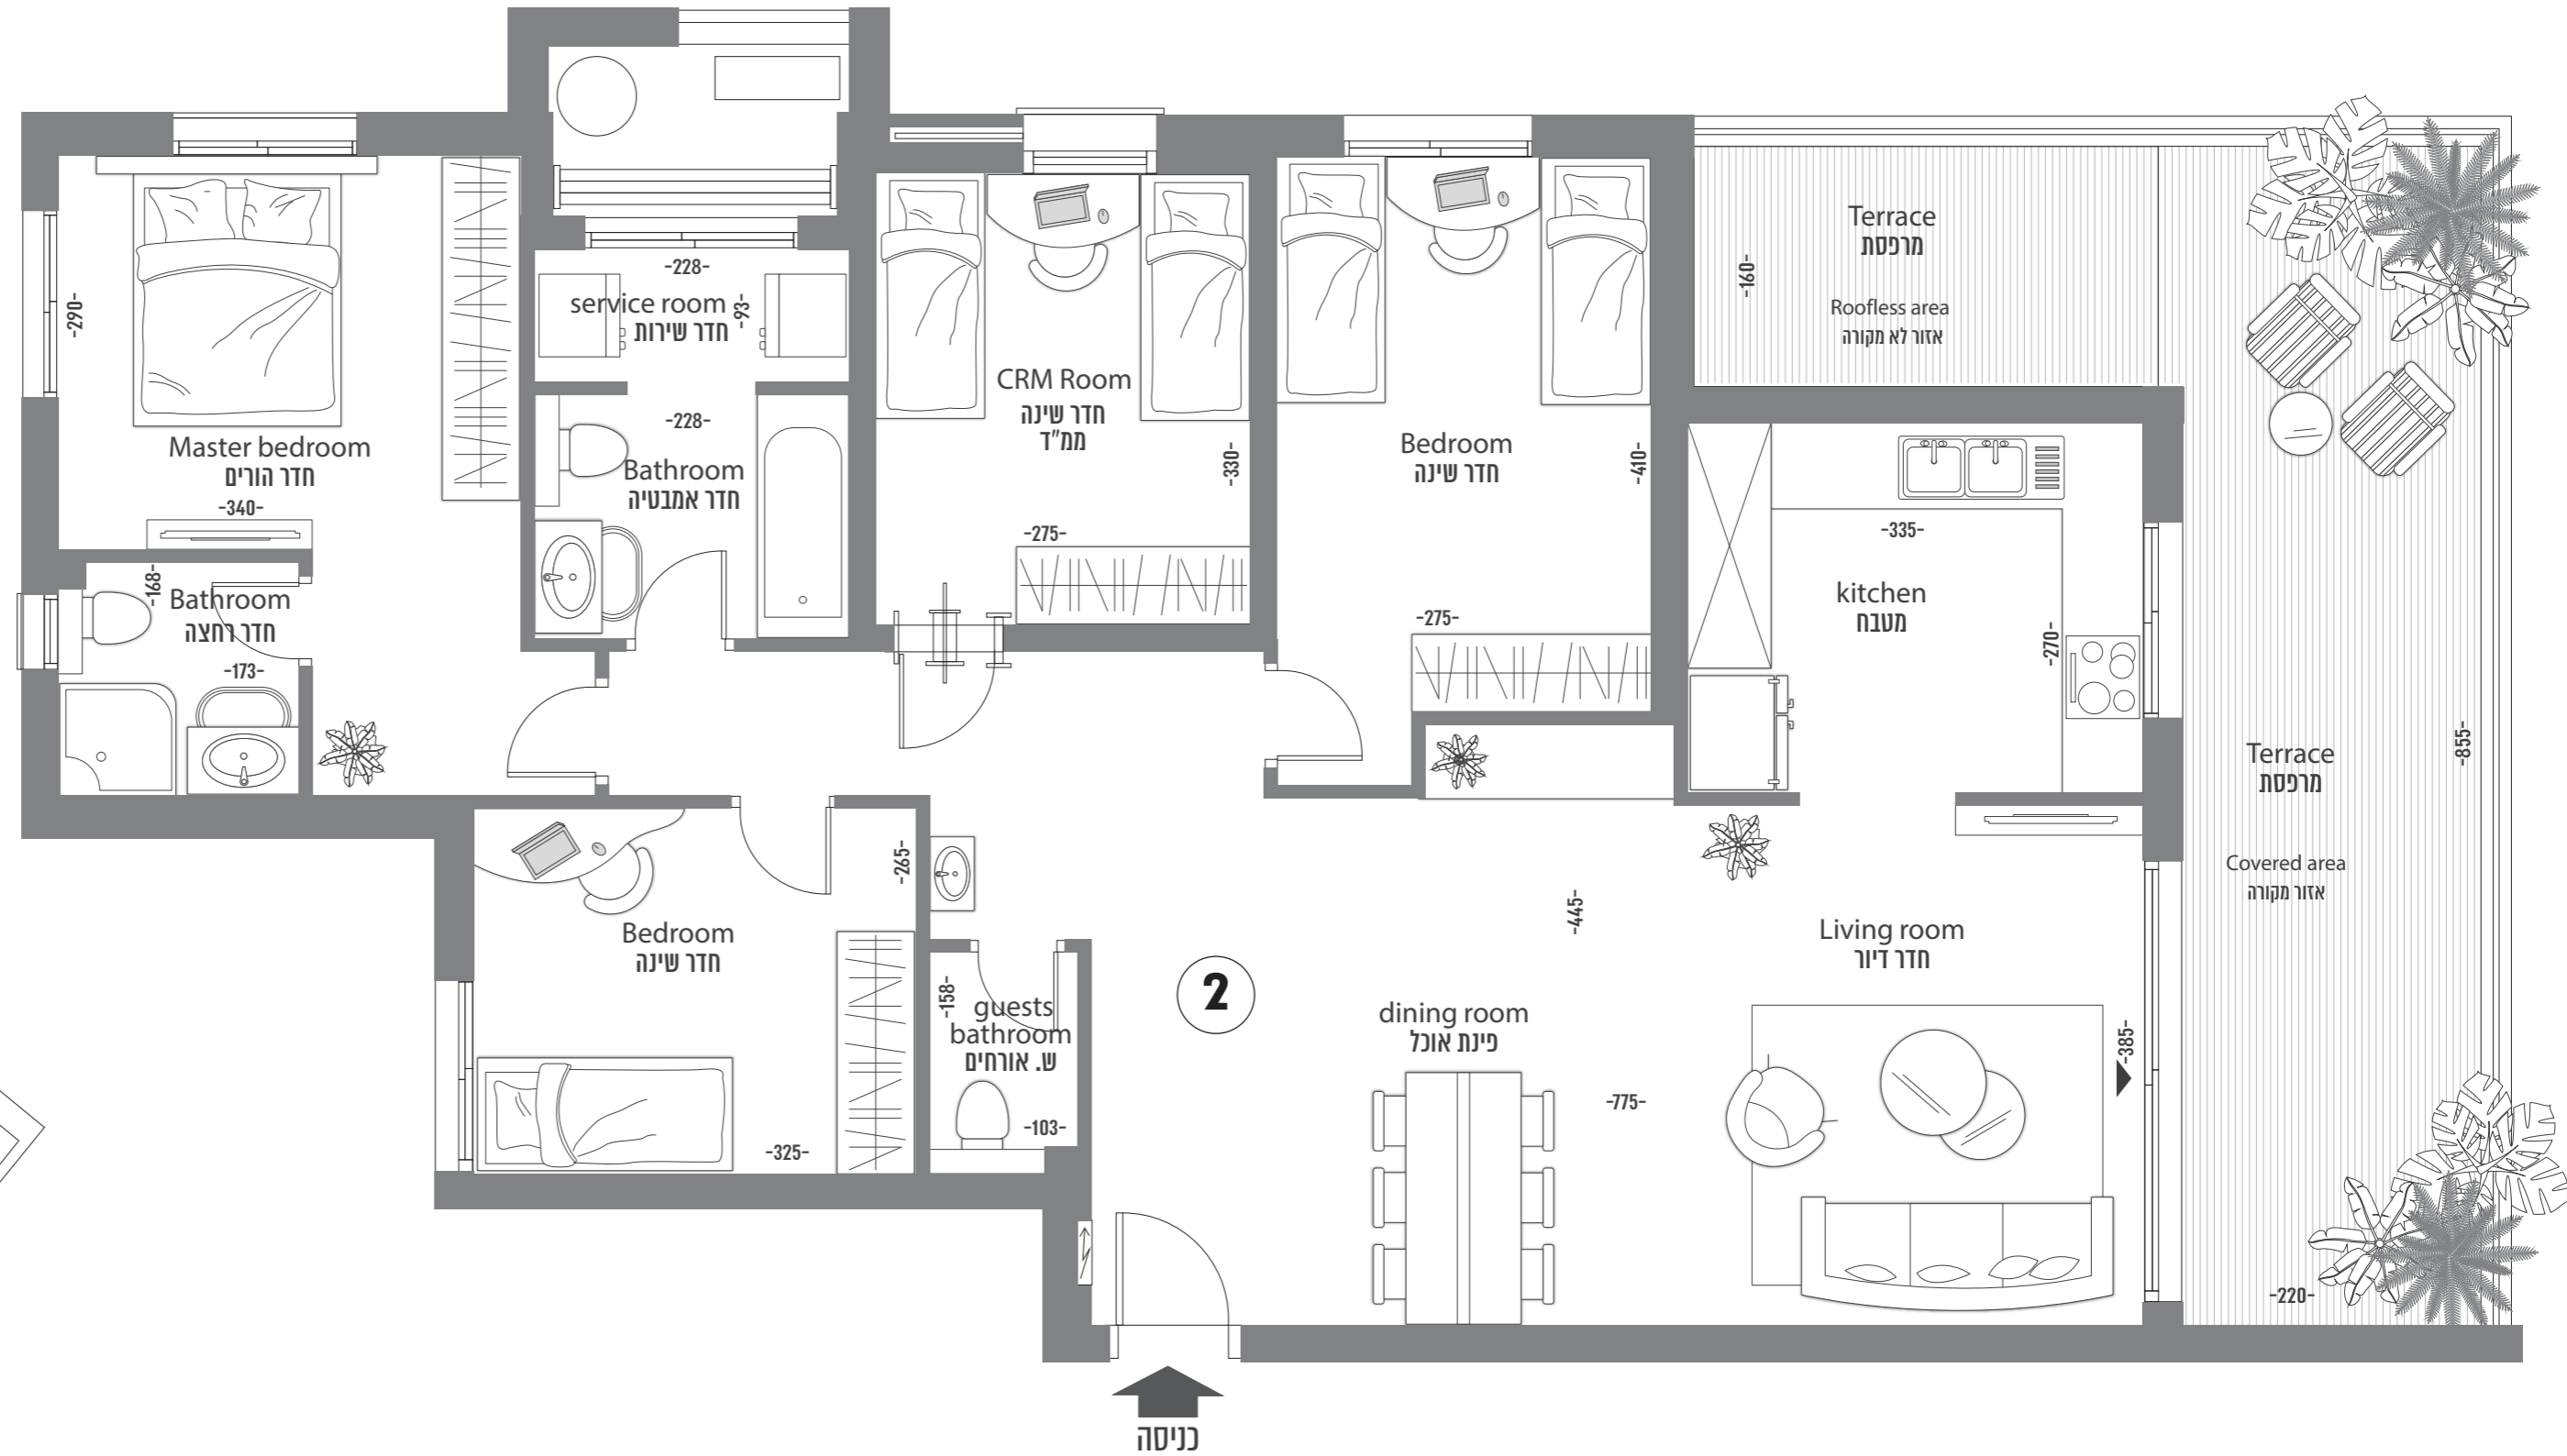 Master bedroom
חדר הורים
-290-
-340-
Bathroom
חדר רחצה
-168-
-173-
-228-
service room
חדר שירות
-93-
-228-
Bathroom
חדר אמבטיה
CRM Room
חדר שינה
ממ"ד
-330-
-275-
Bedroom
חדר שינה
-410-
-275-
Terrace
מרפסת
-160-
Roofless area
אזור לא מקורה
-335-
kitchen
מטבח
-270-
Terrace
מרפסת
-855-
Covered area
אזור מקורה
-220-
Bedroom
חדר שינה
-265-
-325-
-158-
guests
bathroom
ש. אורחים
-103-
2
-445-
dining room
פינת אוכל
-775-
Living room
חדר דיור
-385-
כניסה